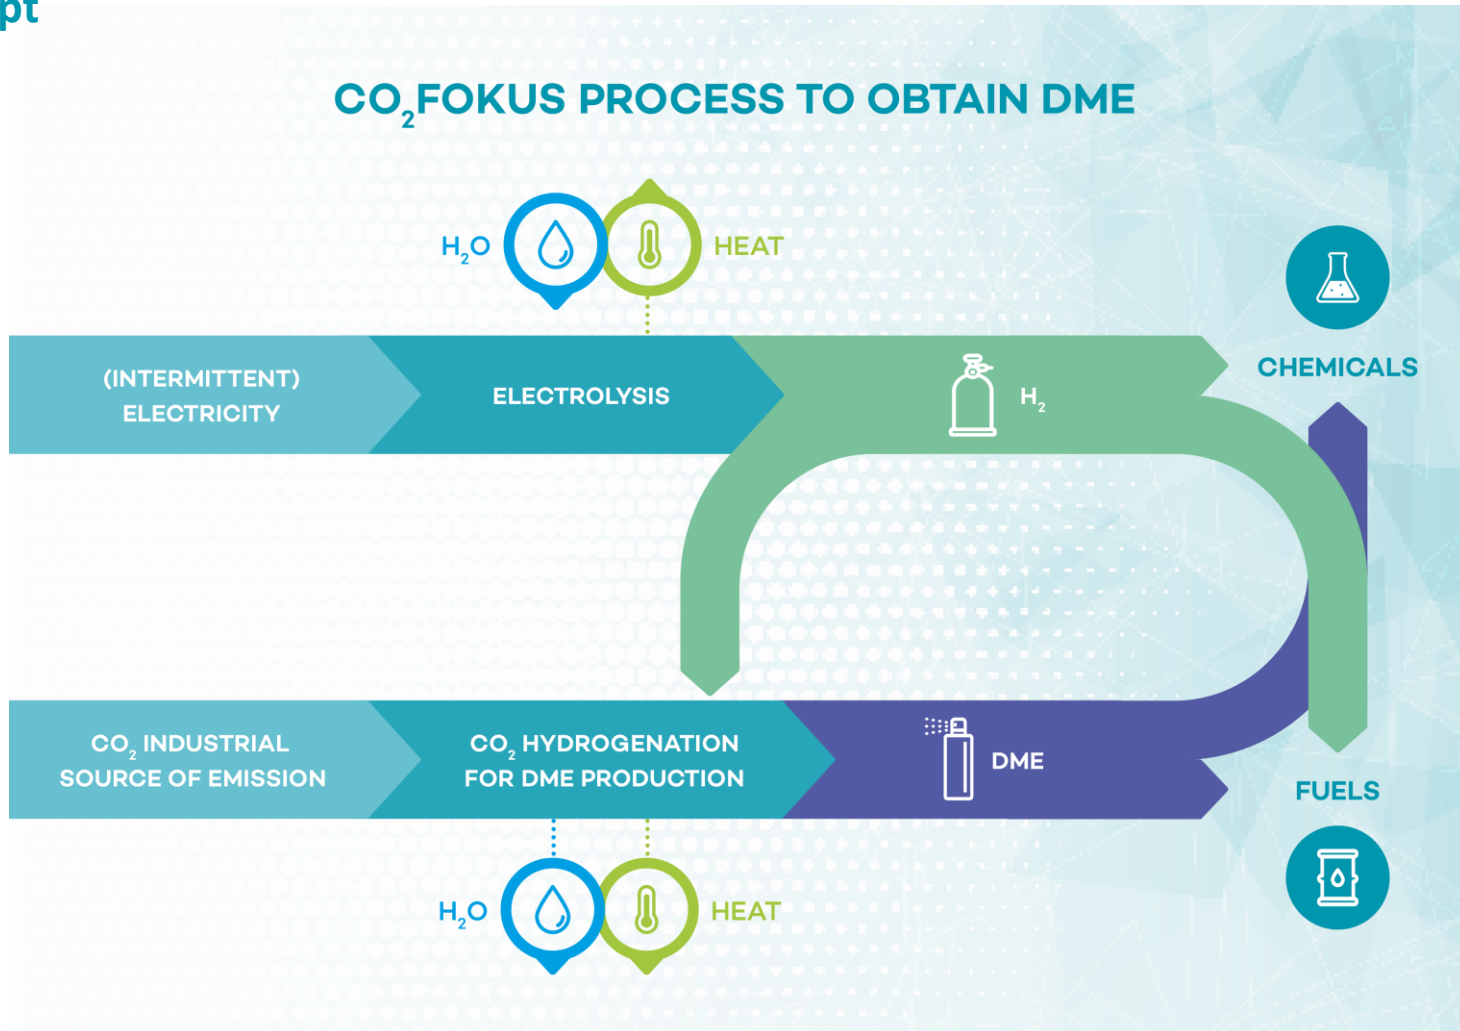 pt
CO₂FOKUS PROCESS TO OBTAIN DME
H₂O
HEAT
(INTERMITTENT)
ELECTRICITY
ELECTROLYSIS
H₂
CHEMICALS
CO₂ INDUSTRIAL
SOURCE OF EMISSION
CO₂ HYDROGENATION
FOR DME PRODUCTION
DME
FUELS
H₂O
HEAT